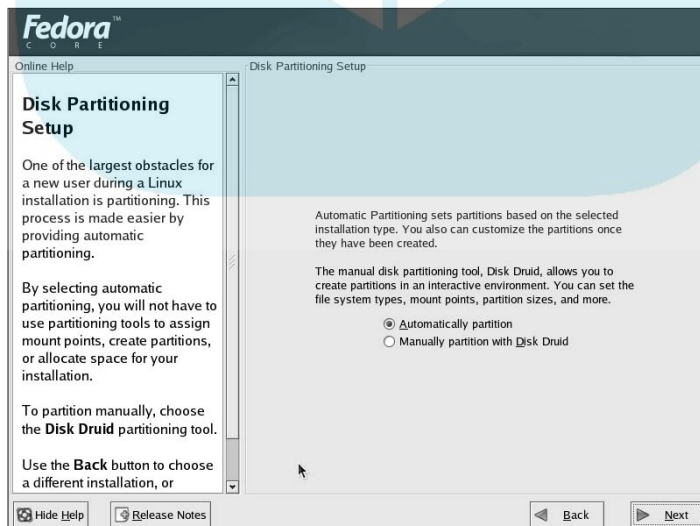 Fedora™
CORE
Online Help
Disk Partitioning
Setup
One of the largest obstacles for
a new user during a Linux
installation is partitioning. This
process is made easier by
providing automatic
partitioning.
By selecting automatic
partitioning, you will not have to
use partitioning tools to assign
mount points, create partitions,
or allocate space for your
installation.
To partition manually, choose
the Disk Druid partitioning tool.
Use the Back button to choose
a different installation, or
Disk Partitioning Setup
Automatic Partitioning sets partitions based on the selected
installation type. You also can customize the partitions once
they have been created.
The manual disk partitioning tool, Disk Druid, allows you to
create partitions in an interactive environment. You can set the
file system types, mount points, partition sizes, and more.
Automatically partition
Manually partition with Disk Druid
Hide Help
Release Notes
Back
Next